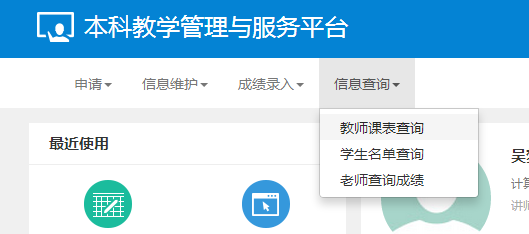 本科教学管理与服务平台
申请 信息维护 成绩录入 信息查询
教师课表查询
学生名单查询
老师查询成绩
最近使用